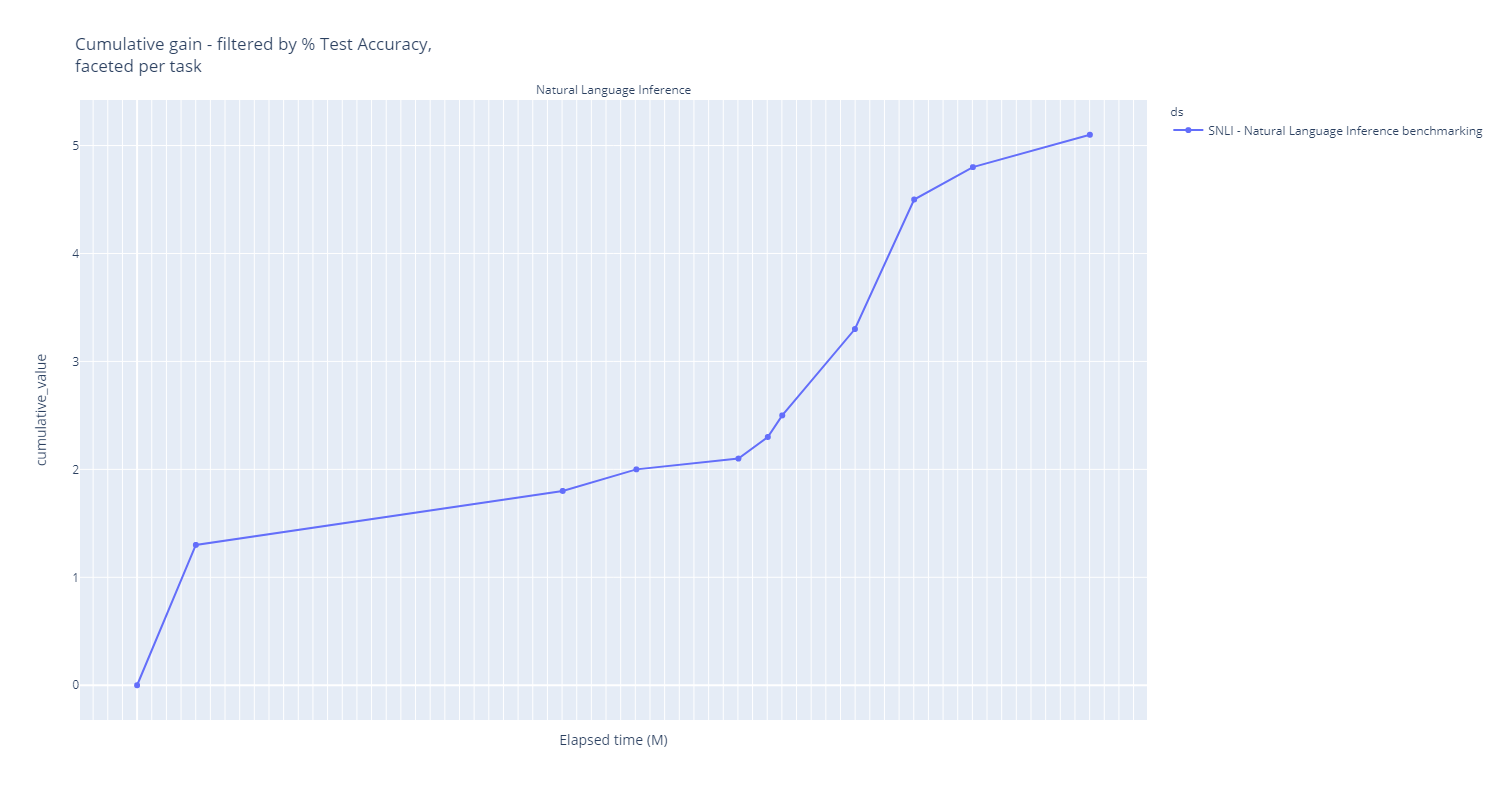 Cumulative gain - filtered by % Test Accuracy,
faceted per task
Natural Language Inference
ds
SNLI - Natural Language Inference benchmarking
5
4
3
2
1
0
cumulative_value
Elapsed time (M)